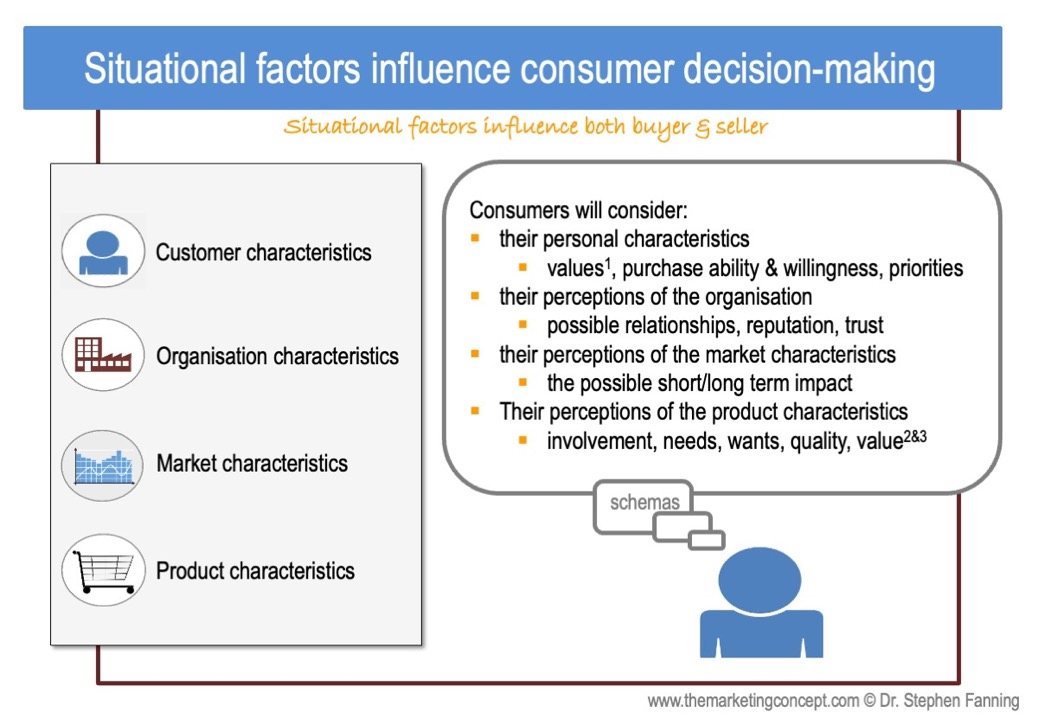 Situational factors influence consumer decision-making
Situational factors influence both buyer & seller
Customer characteristics
Organisation characteristics
Market characteristics
Product characteristics
Consumers will consider:
▪ their personal characteristics
▪ values¹, purchase ability & willingness, priorities
▪ their perceptions of the organisation
▪ possible relationships, reputation, trust
▪ their perceptions of the market characteristics
▪ the possible short/long term impact
▪ Their perceptions of the product characteristics
▪ involvement, needs, wants, quality, value²&³
schemas
www.themarketingconcept.com © Dr. Stephen Fanning